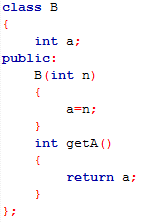 class B
{
    int a;
public:
    B(int n)
    {
        a=n;
    }
    int getA()
    {
        return a;
    }
};